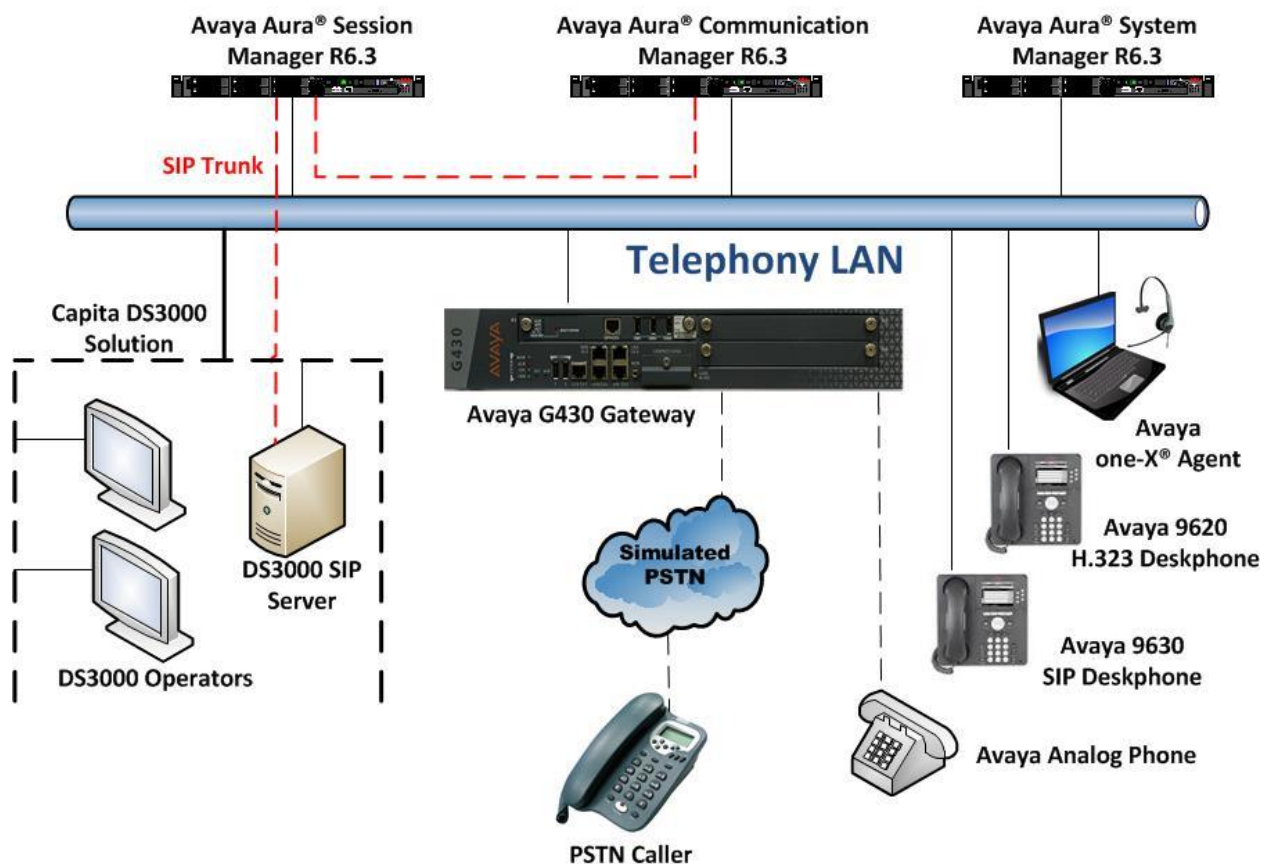 Avaya Aura® Session
Manager R6.3
Avaya Aura® Communication
Manager R6.3
Avaya Aura® System
Manager R6.3
SIP Trunk
Telephony LAN
Capita DS3000
Solution
G430
AVAYA
Avaya G430 Gateway
Avaya
one-X® Agent
Simulated
PSTN
Avaya 9620
H.323 Deskphone
DS3000 SIP
Server
DS3000 Operators
Avaya 9630
SIP Deskphone
Avaya Analog Phone
PSTN Caller